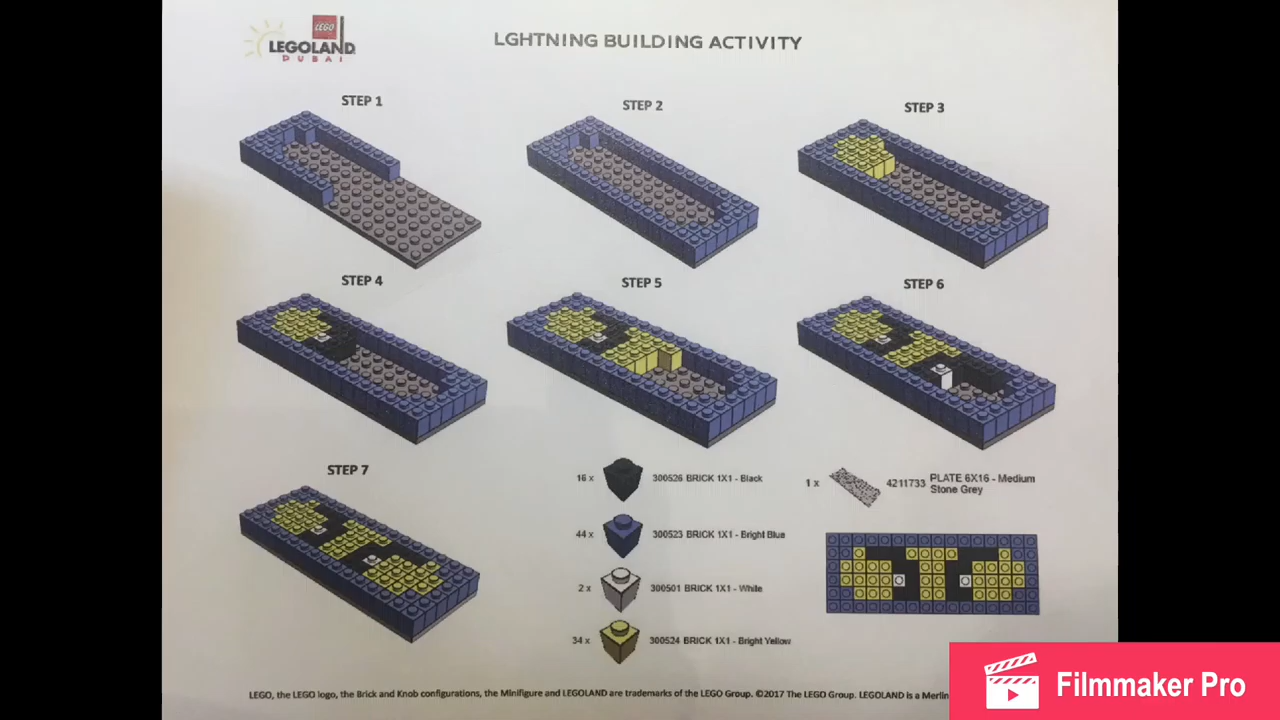 LEGO
LEGOLAND
DUBAI
LGHTNING BUILDING ACTIVITY
STEP 1
STEP 2
STEP 3
STEP 4
STEP 5
STEP 6
STEP 7
16 x 300526 BRICK 1X1 - Black
44 x 300523 BRICK 1X1 - Bright Blue
2 x 300501 BRICK 1X1 - White
34 x 300524 BRICK 1X1 - Bright Yellow
1 x 4211733 PLATE 6X16 - Medium
Stone Grey
LEGO, the LEGO logo, the Brick and Knob configurations, the Minifigure and LEGOLAND are trademarks of the LEGO Group. ©2017 The LEGO Group. LEGOLAND is a Merlin
Filmmaker Pro